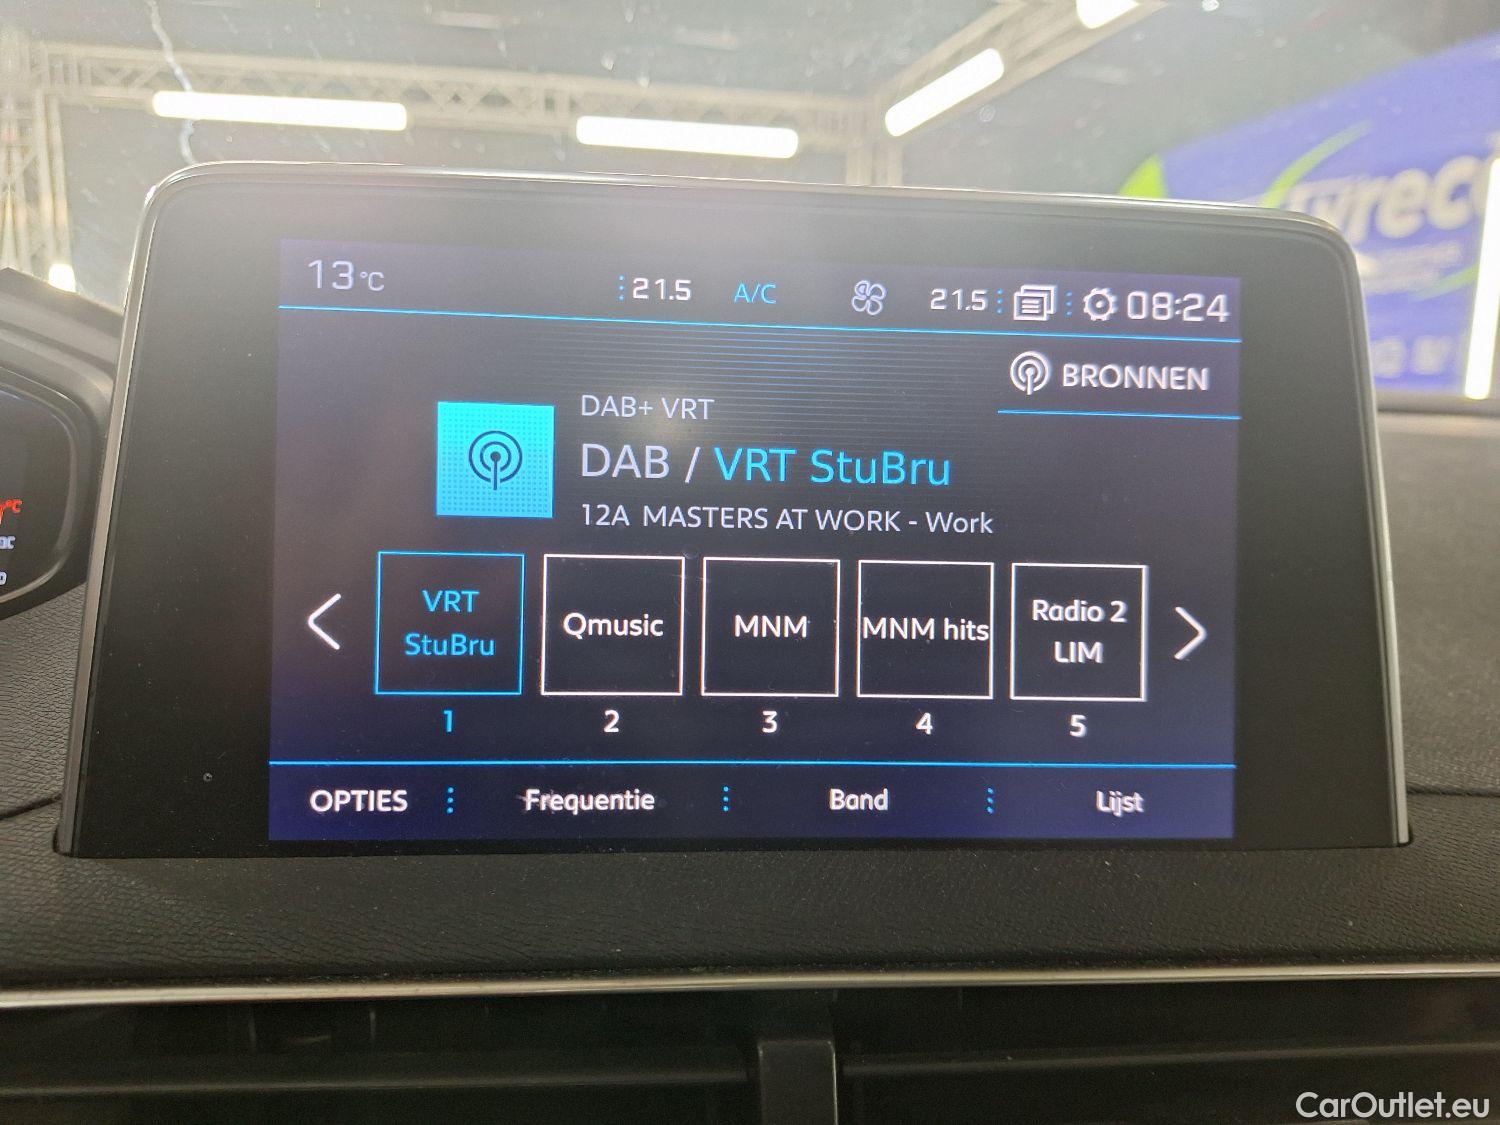 13°C
21.5
A/C
21.5
08:24
BRONNEN
DAB+ VRT
DAB / VRT StuBru
12A MASTERS AT WORK - Work
VRT
StuBru
Qmusic
MNM
MNM hits
Radio 2
LIM
1
2
3
4
5
OPTIES
Frequentie
Band
Lijst
°C
CarOutlet.eu